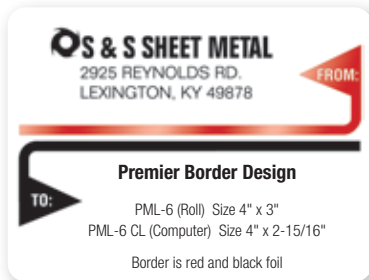 S & S SHEET METAL
2925 REYNOLDS RD.
LEXINGTON, KY 49878
FROM:
TO:
Premier Border Design
PML-6 (Roll) Size 4" x 3"
PML-6 CL (Computer) Size 4" x 2-15/16"
Border is red and black foil